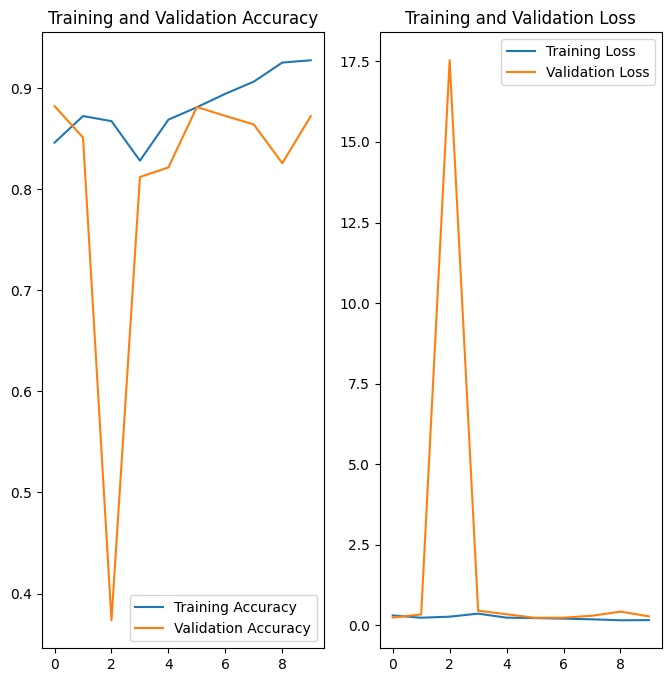 Training and Validation Accuracy
0.9
0.8
0.7
0.6
0.5
0.4
Training Accuracy
Validation Accuracy
0 2 4 6 8
Training and Validation Loss
Training Loss
Validation Loss
17.5
15.0
12.5
10.0
7.5
5.0
2.5
0.0
0 2 4 6 8